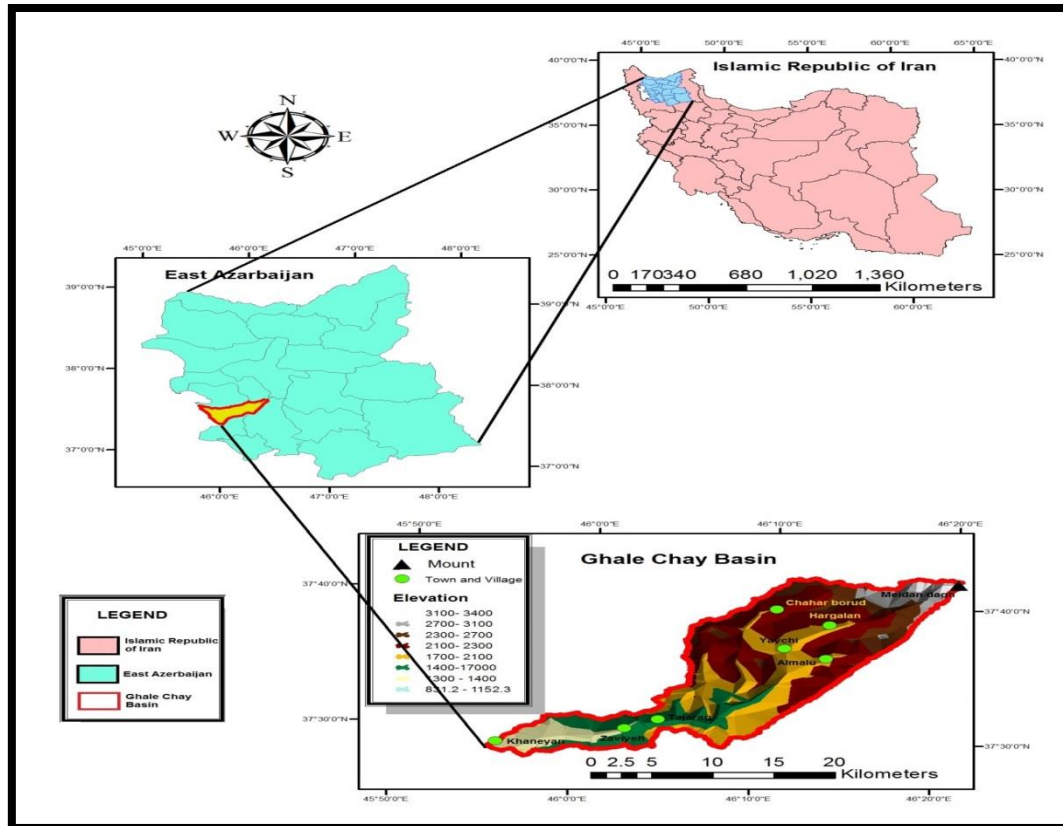 45°0'0"E 50°0'0"E 55°0'0"E 60°0'0"E 65°0'0"E
Islamic Republic of Iran
40°0'0"N
40°0'0"N
35°0'0"N
35°0'0"N
30°0'0"N
30°0'0"N
25°0'0"N
25°0'0"N
0 170 340 680 1,020 1,360
Kilometers
45°0'0"E 50°0'0"E 55°0'0"E 60°0'0"E
N
W E
S
45°0'0"E 46°0'0"E 47°0'0"E 48°0'0"E
East Azarbaijan
39°0'0"N
39°0'0"N
38°0'0"N
38°0'0"N
37°0'0"N
37°0'0"N
46°0'0"E 47°0'0"E 48°0'0"E
LEGEND
Islamic Republic
of Iran
East Azerbaijan
Ghale Chay
Basin
45°50'0"E 46°0'0"E 46°10'0"E 46°20'0"E
Ghale Chay Basin
LEGEND
Mount
Town and Village
Elevation
3100- 3400
2700- 3100
2300- 2700
2100- 2300
1700- 2100
1400-17000
1300 - 1400
831.2 - 1152.3
37°40'0"N
37°40'0"N
Meidan dagh
Chahar borud
Hargalan
Yaychi
Almalu
37°30'0"N
37°30'0"N
Tajaraq
Zaviyeh
Khaneyan
0 2.5 5 10 15 20
Kilometers
45°50'0"E 46°0'0"E 46°10'0"E 46°20'0"E